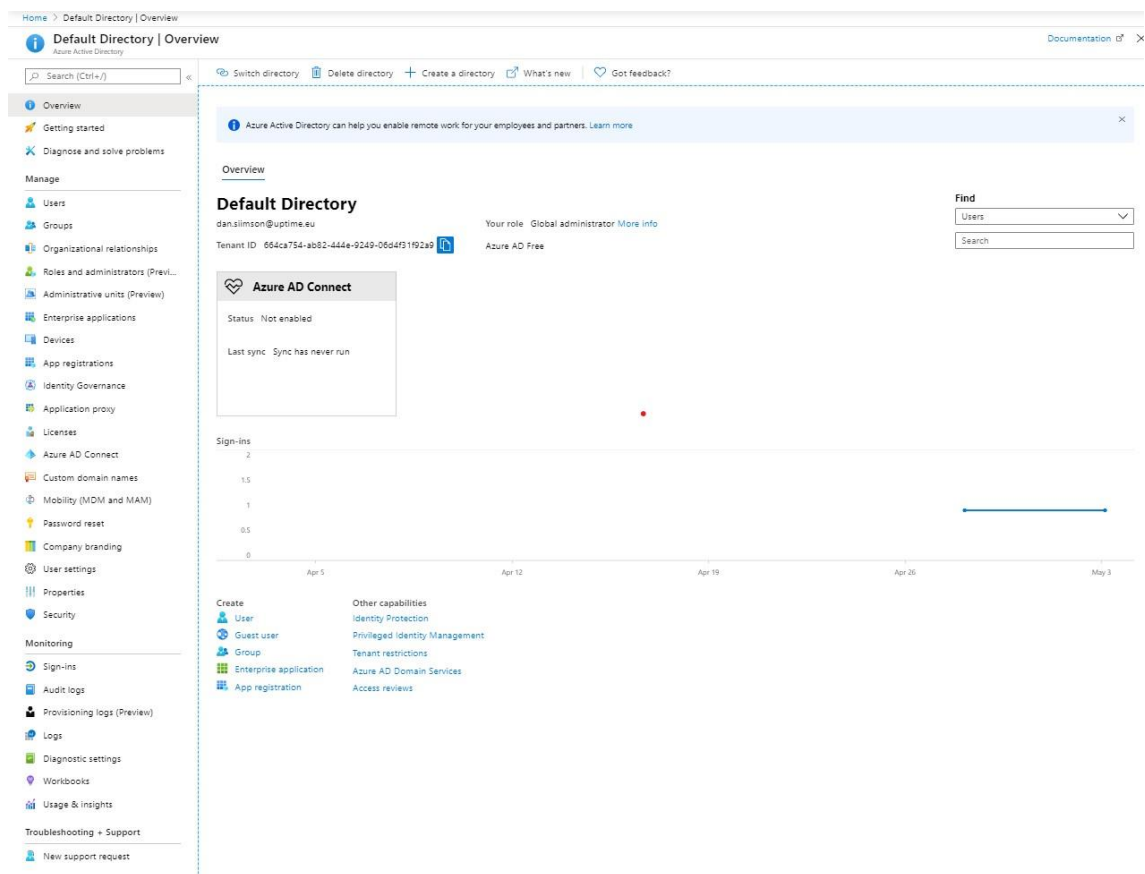 Home > Default Directory | Overview
Default Directory | Overview
Azure Active Directory
Documentation
Search (Ctrl+/)
«
Switch directory Delete directory Create a directory What's new Got feedback?
Overview
Getting started
Diagnose and solve problems
Manage
Users
Groups
Organizational relationships
Roles and administrators (Previ...
Administrative units (Preview)
Enterprise applications
Devices
App registrations
Identity Governance
Application proxy
Licenses
Azure AD Connect
Custom domain names
Mobility (MDM and MAM)
Password reset
Company branding
User settings
Properties
Security
Monitoring
Sign-ins
Audit logs
Provisioning logs (Preview)
Logs
Diagnostic settings
Workbooks
Usage & insights
Troubleshooting + Support
New support request
Azure Active Directory can help you enable remote work for your employees and partners. Learn more
Overview
Default Directory
dan.siimson@uptime.eu
Your role Global administrator More info
Tenant ID 664ca754-ab82-444e-9249-06d4f31f92a9
Azure AD Free
Find
Users
Search
Azure AD Connect
Status Not enabled
Last sync Sync has never run
Sign-ins
2
1.5
1
0.5
0
Apr 5 Apr 12 Apr 19 Apr 26 May 3
Create
User
Guest user
Group
Enterprise application
App registration
Other capabilities
Identity Protection
Privileged Identity Management
Tenant restrictions
Azure AD Domain Services
Access reviews